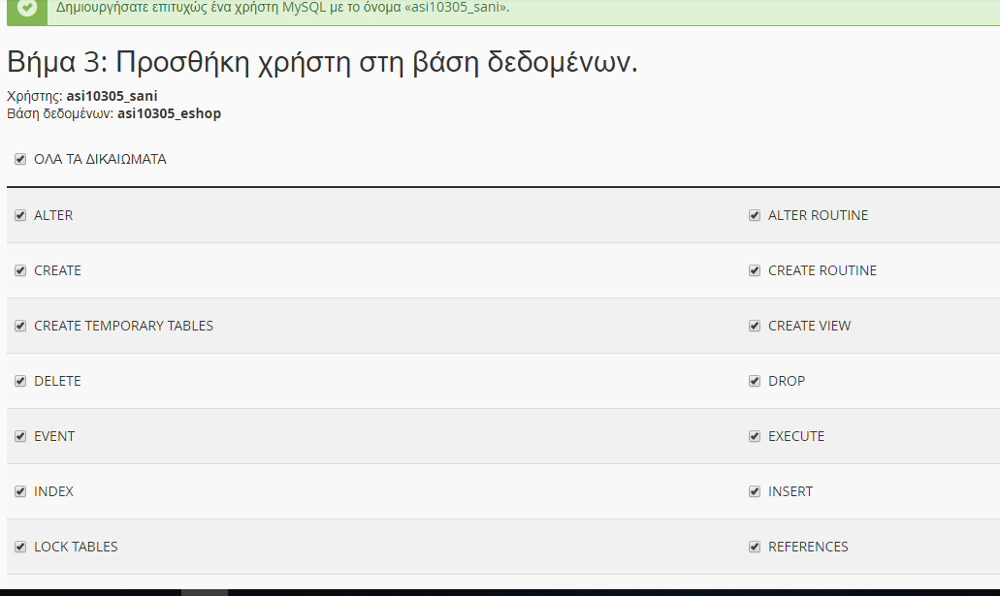 Δημιουργήσατε επιτυχώς ένα χρήστη MySQL με το όνομα «asi10305_sani».
Βήμα 3: Προσθήκη χρήστη στη βάση δεδομένων.
Χρήστης: asi10305_sani
Βάση δεδομένων: asi10305_eshop
ΟΛΑ ΤΑ ΔΙΚΑΙΩΜΑΤΑ
ALTER ALTER ROUTINE
CREATE CREATE ROUTINE
CREATE TEMPORARY TABLES CREATE VIEW
DELETE DROP
EVENT EXECUTE
INDEX INSERT
LOCK TABLES REFERENCES